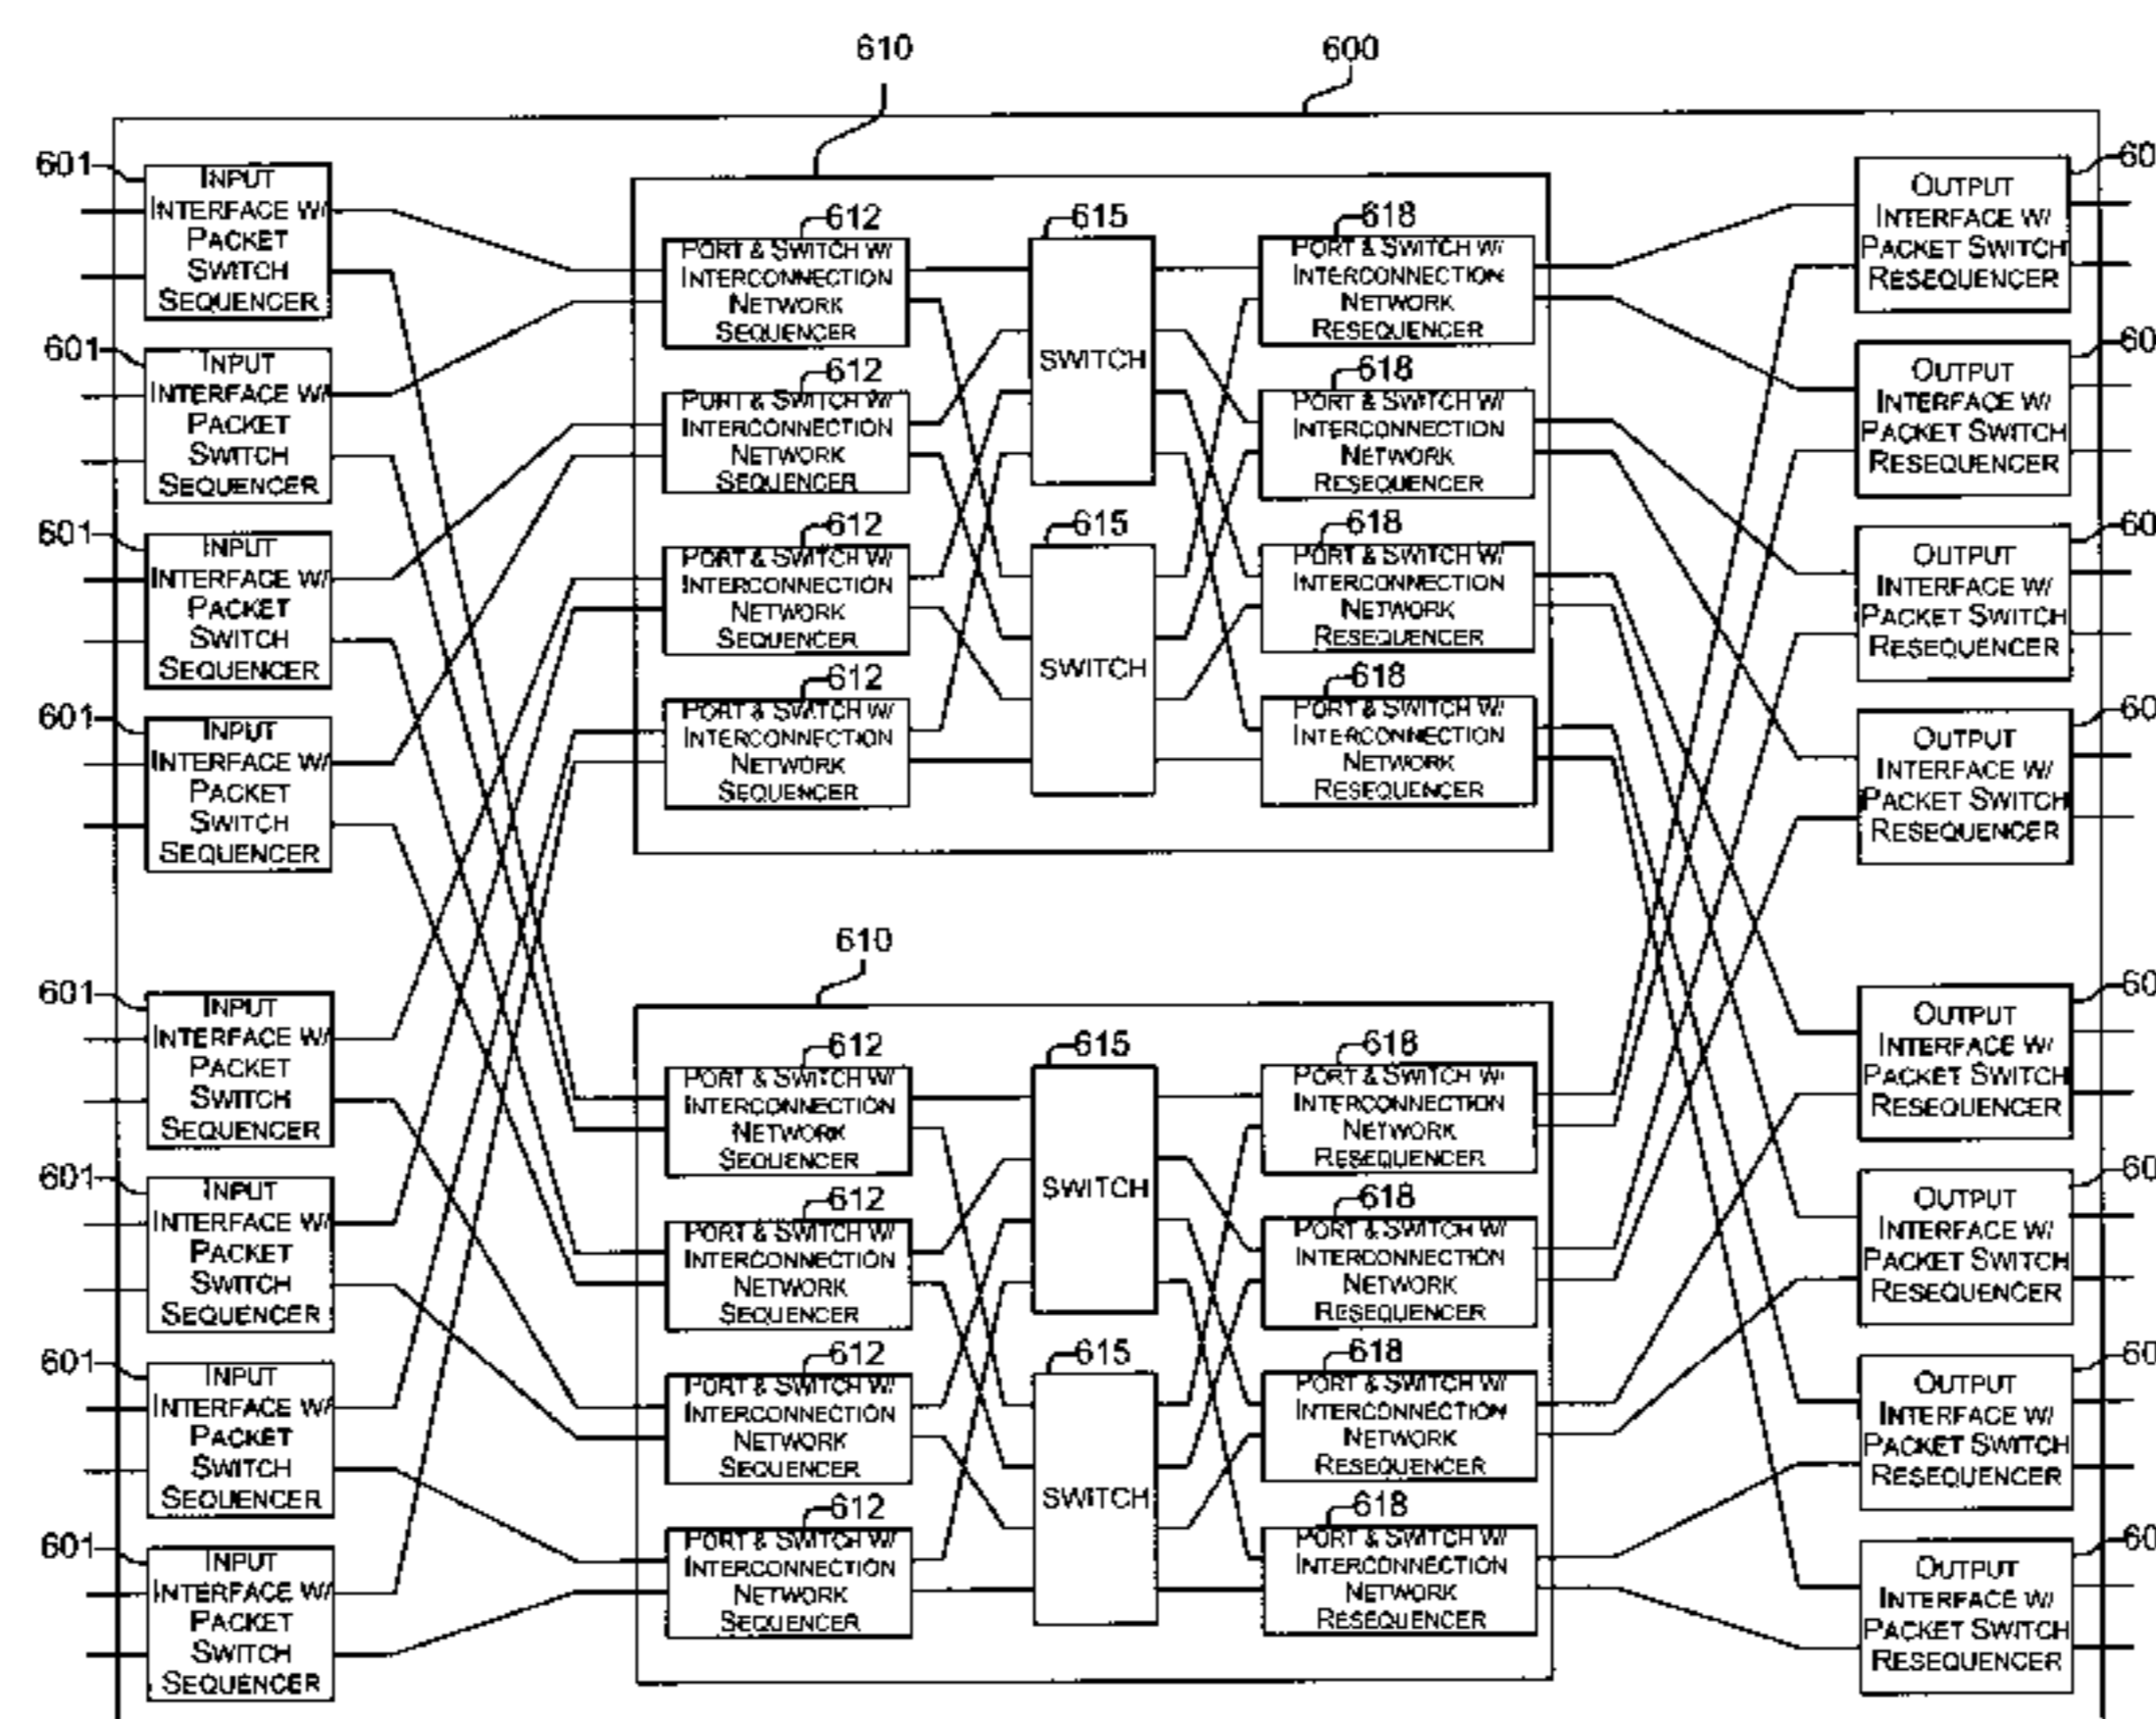 610
600
601
INPUT
INTERFACE W/
PACKET
SWITCH
SEQUENCER
601
INPUT
INTERFACE W/
PACKET
SWITCH
SEQUENCER
601
INPUT
INTERFACE W/
PACKET
SWITCH
SEQUENCER
601
INPUT
INTERFACE W/
PACKET
SWITCH
SEQUENCER
601
INPUT
INTERFACE W/
PACKET
SWITCH
SEQUENCER
601
INPUT
INTERFACE W/
PACKET
SWITCH
SEQUENCER
601
INPUT
INTERFACE W/
PACKET
SWITCH
SEQUENCER
601
INPUT
INTERFACE W/
PACKET
SWITCH
SEQUENCER
612
PORT & SWITCH W/
INTERCONNECTION
NETWORK
SEQUENCER
612
PORT & SWITCH W/
INTERCONNECTION
NETWORK
SEQUENCER
612
PORT & SWITCH W/
INTERCONNECTION
NETWORK
SEQUENCER
612
PORT & SWITCH W/
INTERCONNECTION
NETWORK
SEQUENCER
615
SWITCH
615
SWITCH
618
PORT & SWITCH W/
INTERCONNECTION
NETWORK
RESEQUENCER
618
PORT & SWITCH W/
INTERCONNECTION
NETWORK
RESEQUENCER
618
PORT & SWITCH W/
INTERCONNECTION
NETWORK
RESEQUENCER
618
PORT & SWITCH W/
INTERCONNECTION
NETWORK
RESEQUENCER
610
612
PORT & SWITCH W/
INTERCONNECTION
NETWORK
SEQUENCER
612
PORT & SWITCH W/
INTERCONNECTION
NETWORK
SEQUENCER
612
PORT & SWITCH W/
INTERCONNECTION
NETWORK
SEQUENCER
612
PORT & SWITCH W/
INTERCONNECTION
NETWORK
SEQUENCER
615
SWITCH
615
SWITCH
618
PORT & SWITCH W/
INTERCONNECTION
NETWORK
RESEQUENCER
618
PORT & SWITCH W/
INTERCONNECTION
NETWORK
RESEQUENCER
618
PORT & SWITCH W/
INTERCONNECTION
NETWORK
RESEQUENCER
618
PORT & SWITCH W/
INTERCONNECTION
NETWORK
RESEQUENCER
OUTPUT
INTERFACE W/
PACKET SWITCH
RESEQUENCER
OUTPUT
INTERFACE W/
PACKET SWITCH
RESEQUENCER
OUTPUT
INTERFACE W/
PACKET SWITCH
RESEQUENCER
OUTPUT
INTERFACE W/
PACKET SWITCH
RESEQUENCER
OUTPUT
INTERFACE W/
PACKET SWITCH
RESEQUENCER
OUTPUT
INTERFACE W/
PACKET SWITCH
RESEQUENCER
OUTPUT
INTERFACE W/
PACKET SWITCH
RESEQUENCER
OUTPUT
INTERFACE W/
PACKET SWITCH
RESEQUENCER